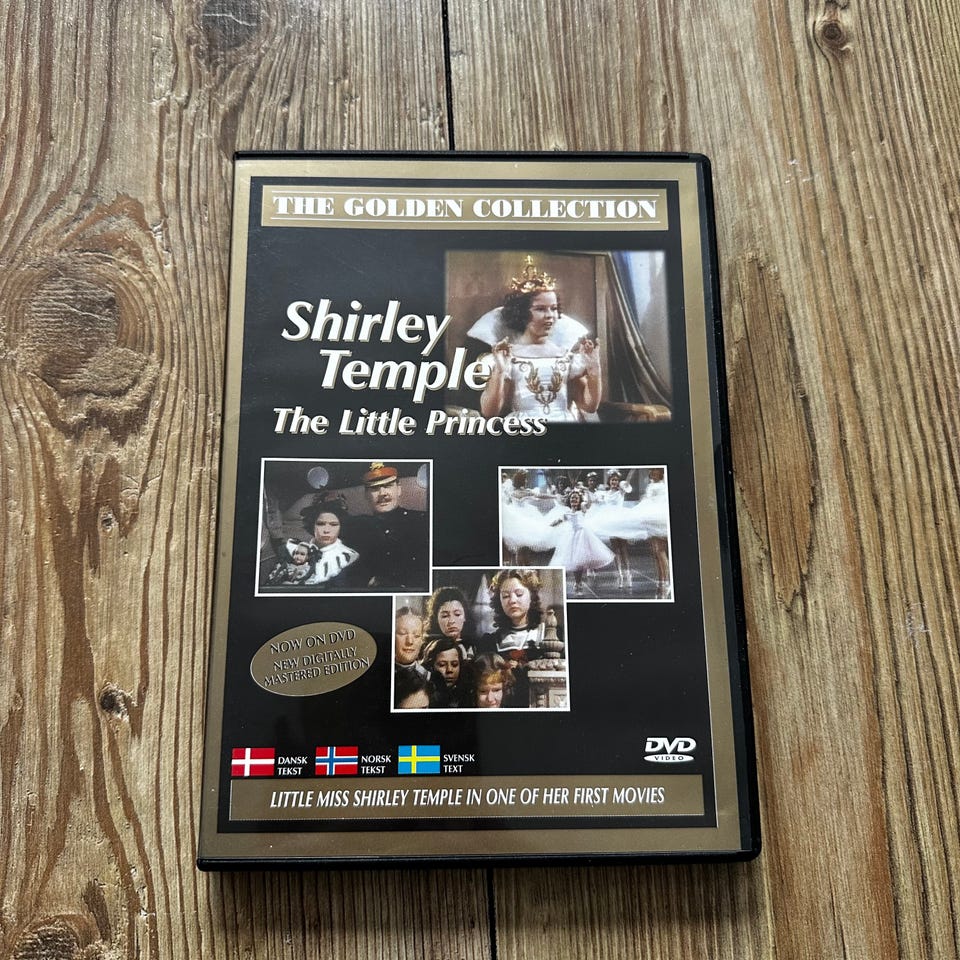 THE GOLDEN COLLECTION
Shirley
Temple
The Little Princess
NOW ON DVD
NEW DIGITALLY
MASTERED EDITION
DANSK
TEKST
NORSK
TEKST
SVENSK
TEXT
DVD
VIDEO
LITTLE MISS SHIRLEY TEMPLE IN ONE OF HER FIRST MOVIES